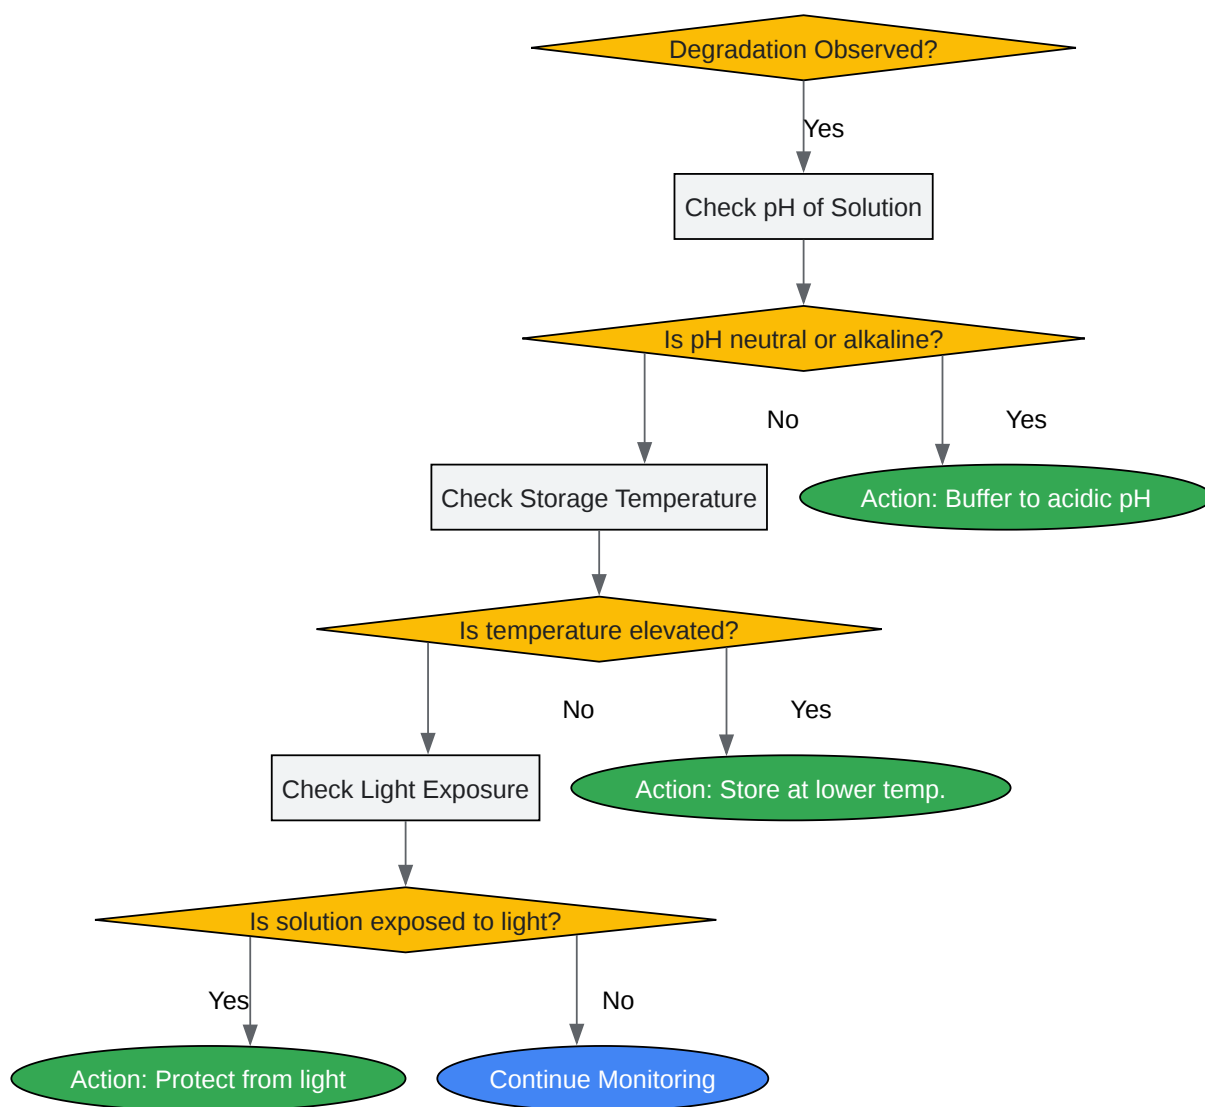 Degradation Observed?
Yes
Check pH of Solution
Is pH neutral or alkaline?
No
Yes
Check Storage Temperature
Action: Buffer to acidic pH
Is temperature elevated?
No
Yes
Check Light Exposure
Action: Store at lower temp.
Is solution exposed to light?
Yes
No
Action: Protect from light
Continue Monitoring